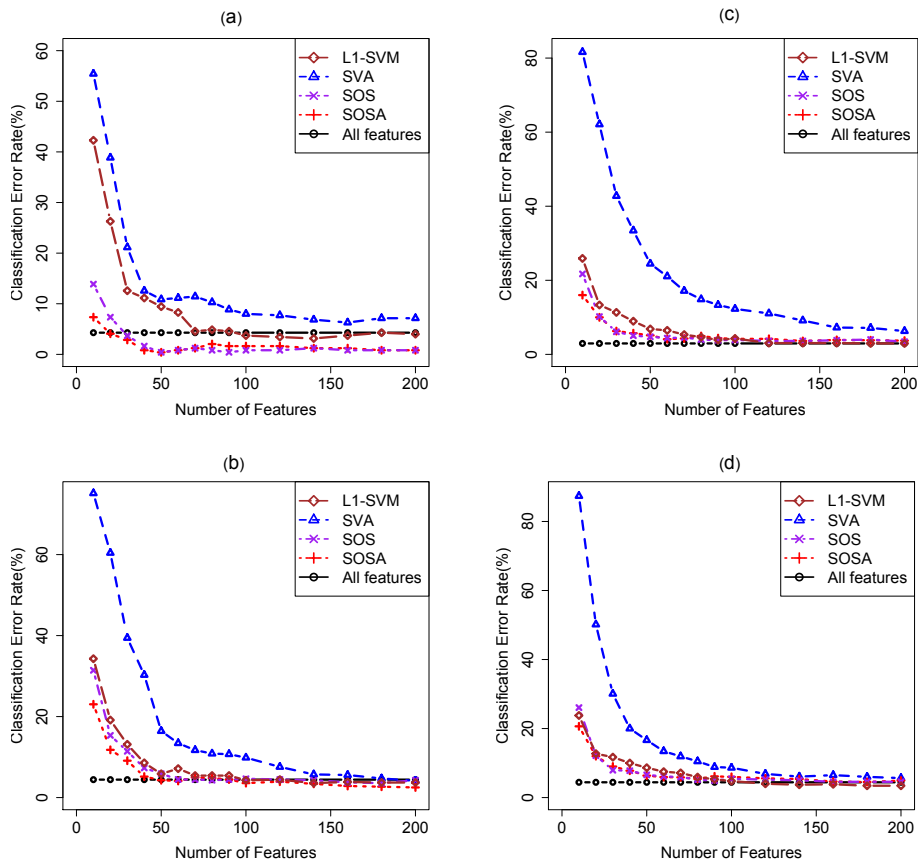 (a)
Classification Error Rate(%)
60
50
40
30
20
10
0
L1-SVM
SVA
SOS
SOSA
All features
0 50 100 150 200
Number of Features
(c)
Classification Error Rate(%)
80
60
40
20
0
L1-SVM
SVA
SOS
SOSA
All features
0 50 100 150 200
Number of Features
(b)
Classification Error Rate(%)
60
40
20
0
L1-SVM
SVA
SOS
SOSA
All features
0 50 100 150 200
Number of Features
(d)
Classification Error Rate(%)
80
60
40
20
0
L1-SVM
SVA
SOS
SOSA
All features
0 50 100 150 200
Number of Features